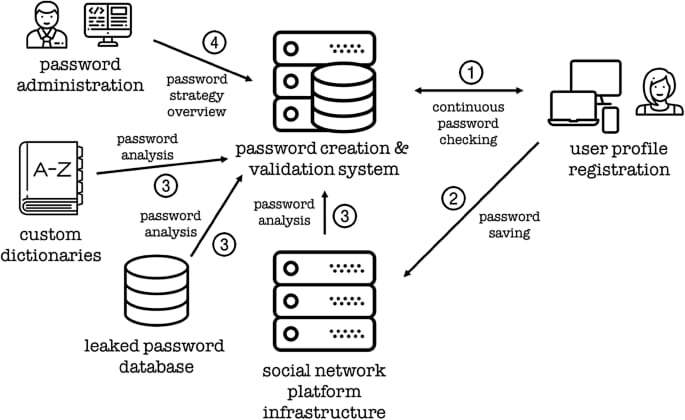 password
administration
4
password
strategy
overview
password creation &
validation system
1
continuous
password
checking
user profile
registration
2
password
saving
password
analysis
3
A-Z
custom
dictionaries
password
analysis
3
leaked password
database
password
analysis
3
social network
platform
infrastructure